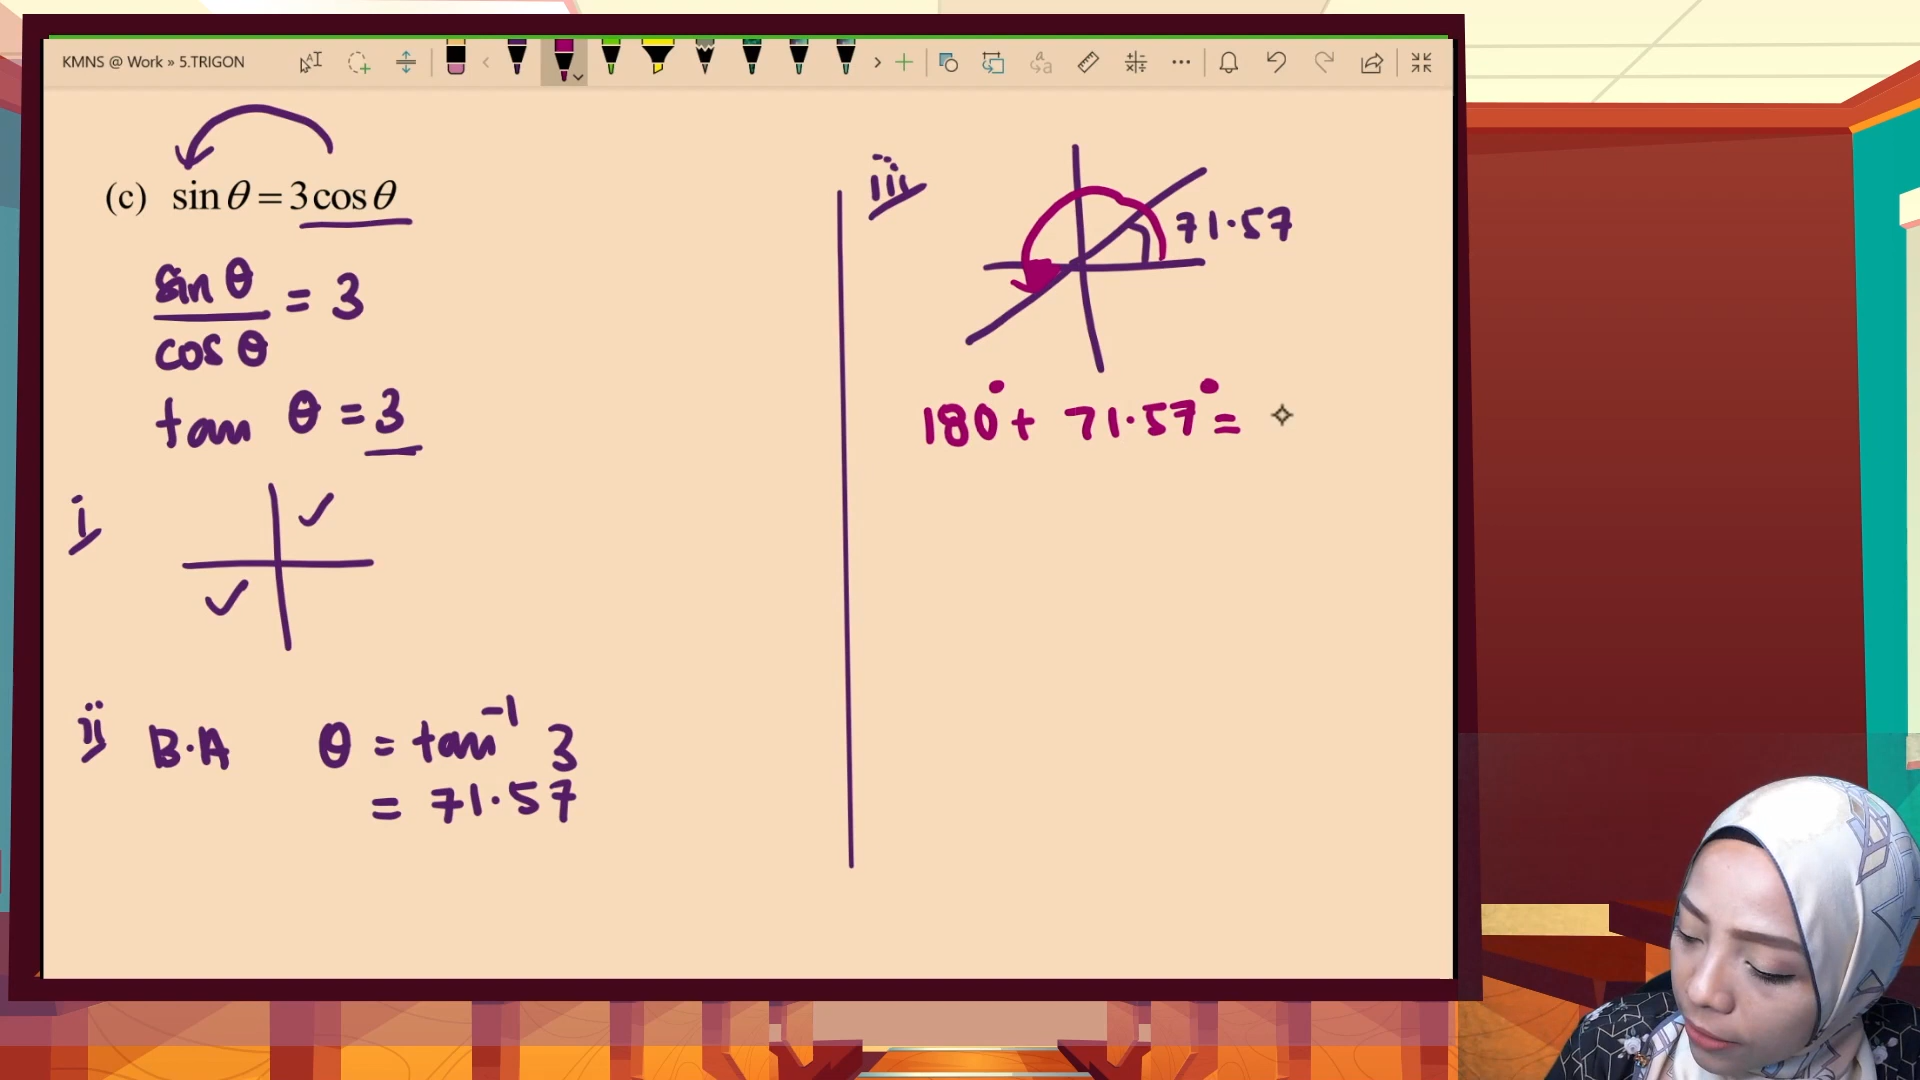 KMNS @ Work » 5.TRIGON
(c) sin θ = 3 cos θ
sin θ / cos θ = 3
tan θ = 3
i
ii B.A θ = tan⁻¹ 3
= 71.57
iii
71.57
180° + 71.57° =